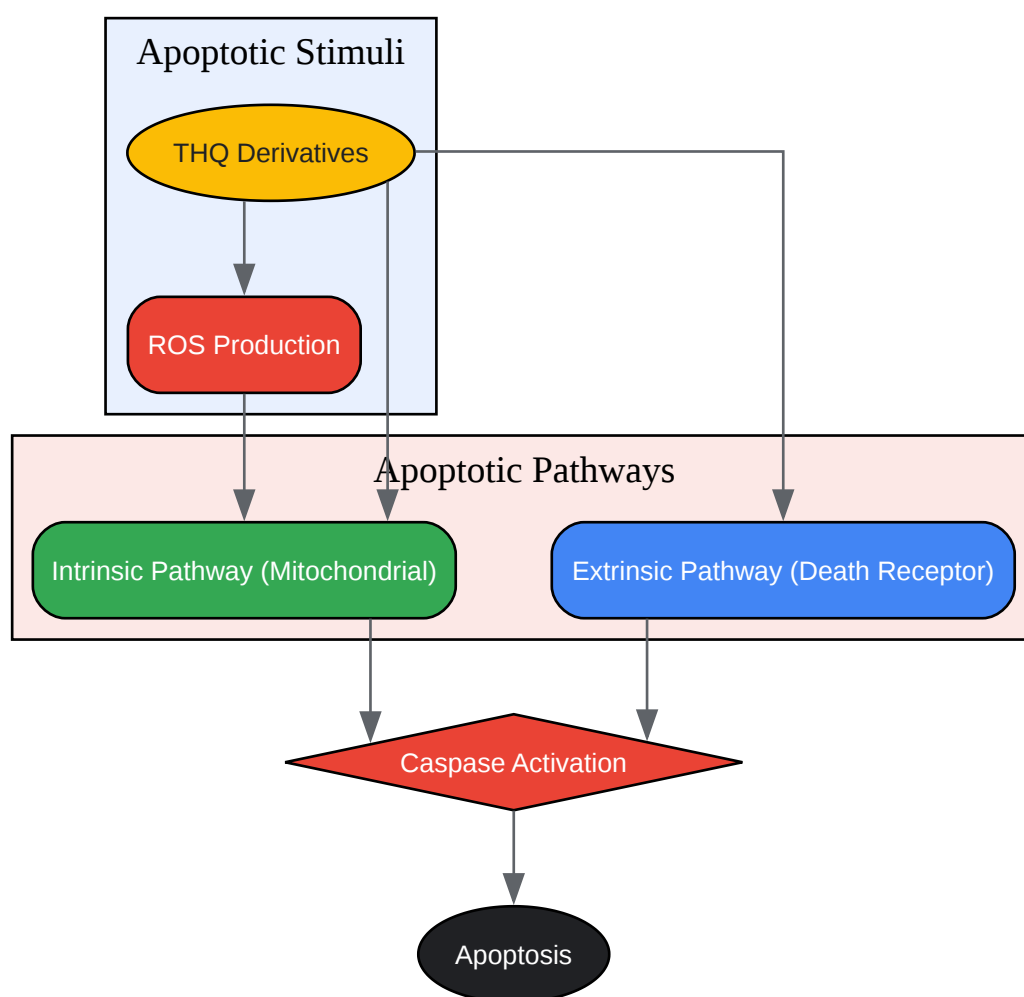 Apoptotic Stimuli
THQ Derivatives
ROS Production
Apoptotic Pathways
Intrinsic Pathway (Mitochondrial)
Extrinsic Pathway (Death Receptor)
Caspase Activation
Apoptosis